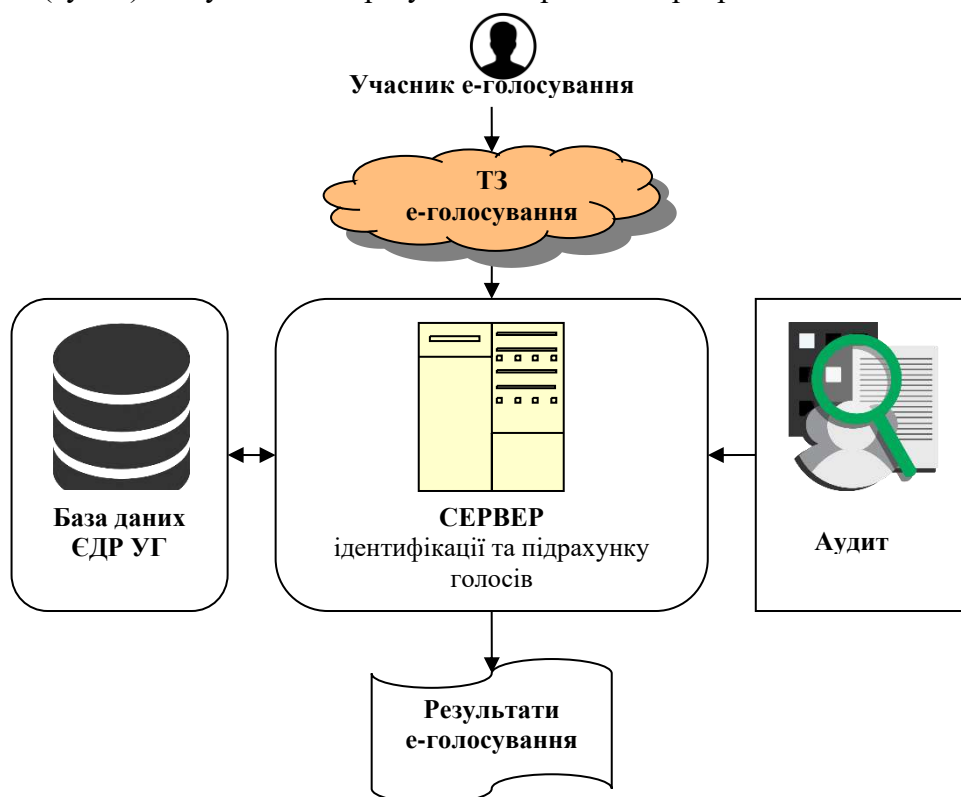 Учасник е-голосування
ТЗ
е-голосування
База даних
ЄДР УГ
СЕРВЕР
ідентифікації та підрахунку
голосів
Аудит
Результати
е-голосування